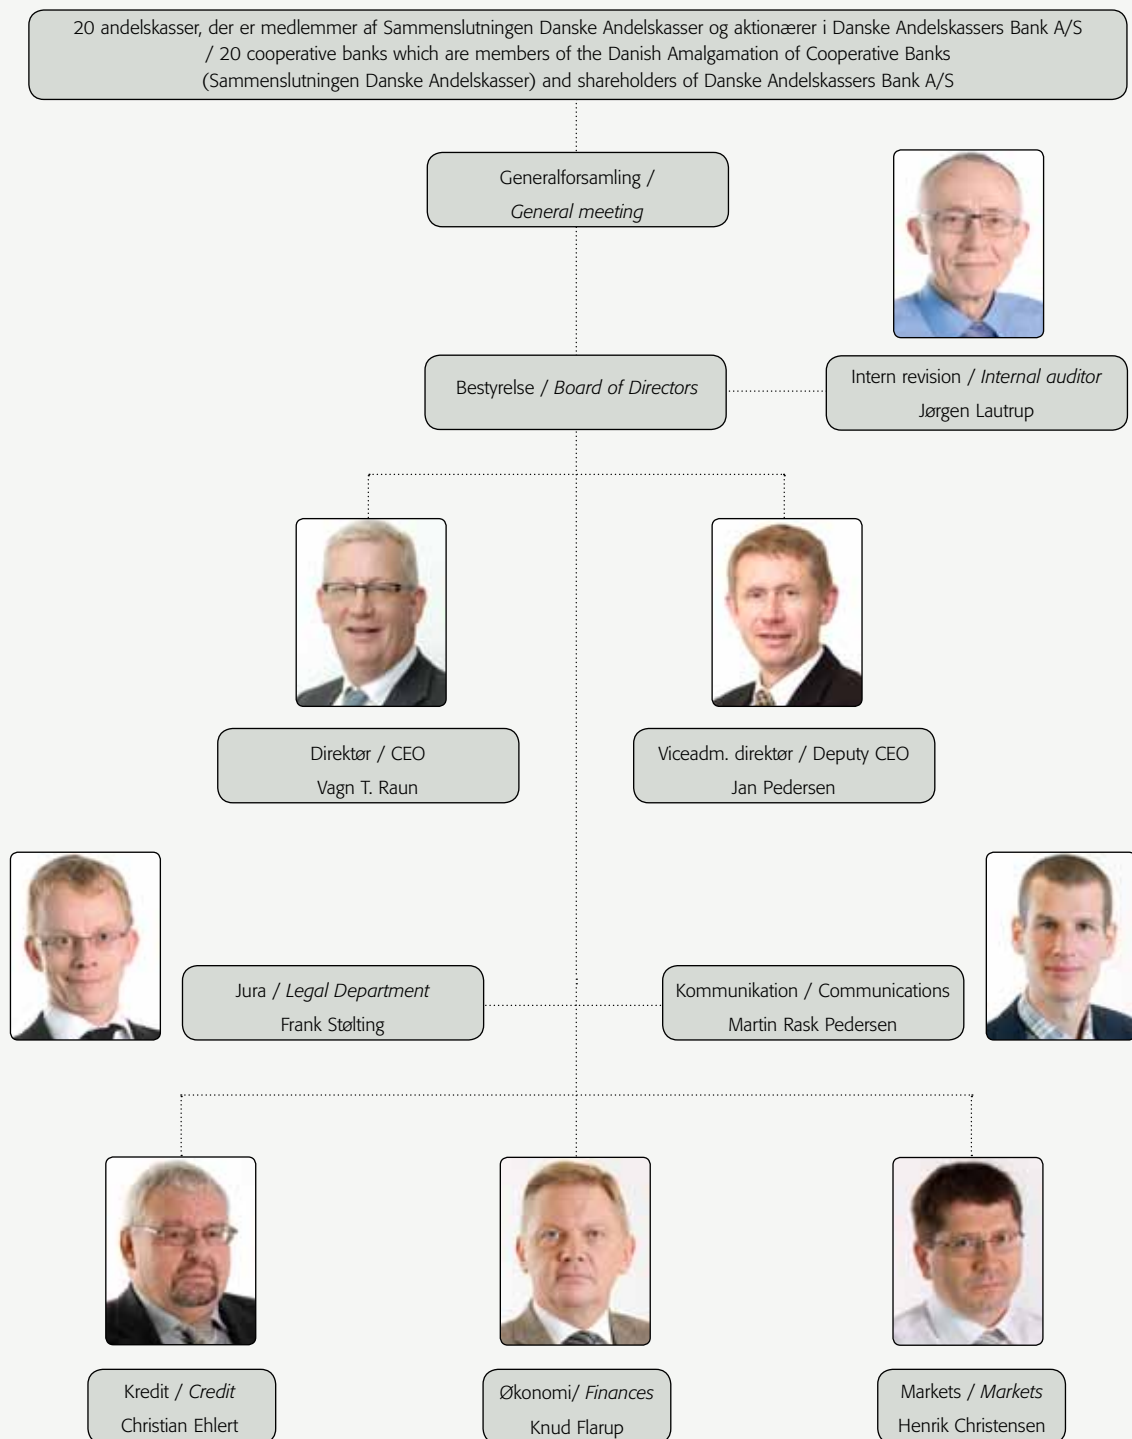 20 andelskasser, der er medlemmer af Sammenslutningen Danske Andelskasser og aktionærer i Danske Andelskassers Bank A/S
/ 20 cooperative banks which are members of the Danish Amalgamation of Cooperative Banks
(Sammenslutningen Danske Andelskasser) and shareholders of Danske Andelskassers Bank A/S
Generalforsamling /
General meeting
Bestyrelse / Board of Directors
Intern revision / Internal auditor
Jørgen Lautrup
Direktør / CEO
Vagn T. Raun
Viceadm. direktør / Deputy CEO
Jan Pedersen
Jura / Legal Department
Frank Stølting
Kommunikation / Communications
Martin Rask Pedersen
Kredit / Credit
Christian Ehlert
Økonomi/ Finances
Knud Flarup
Markets / Markets
Henrik Christensen